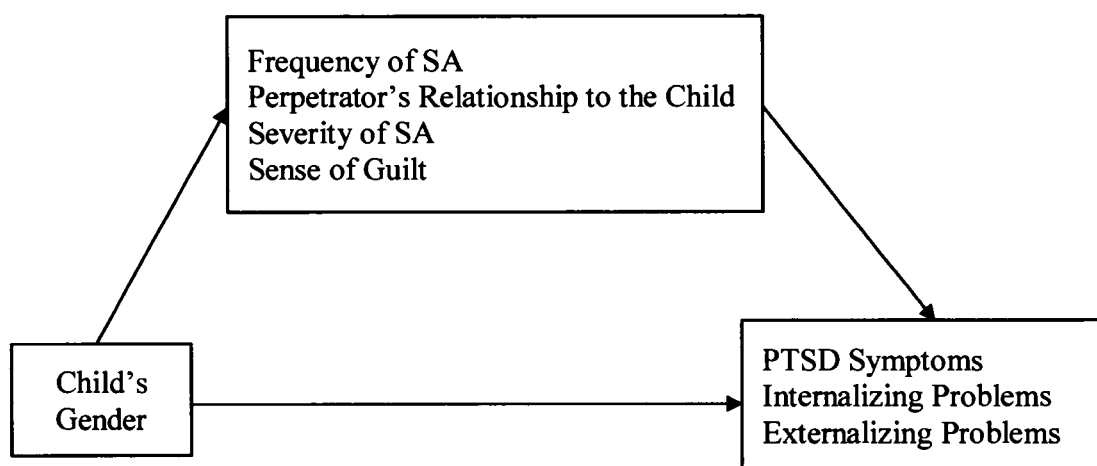 Frequency of SA
Perpetrator's Relationship to the Child
Severity of SA
Sense of Guilt
Child's
Gender
PTSD Symptoms
Internalizing Problems
Externalizing Problems